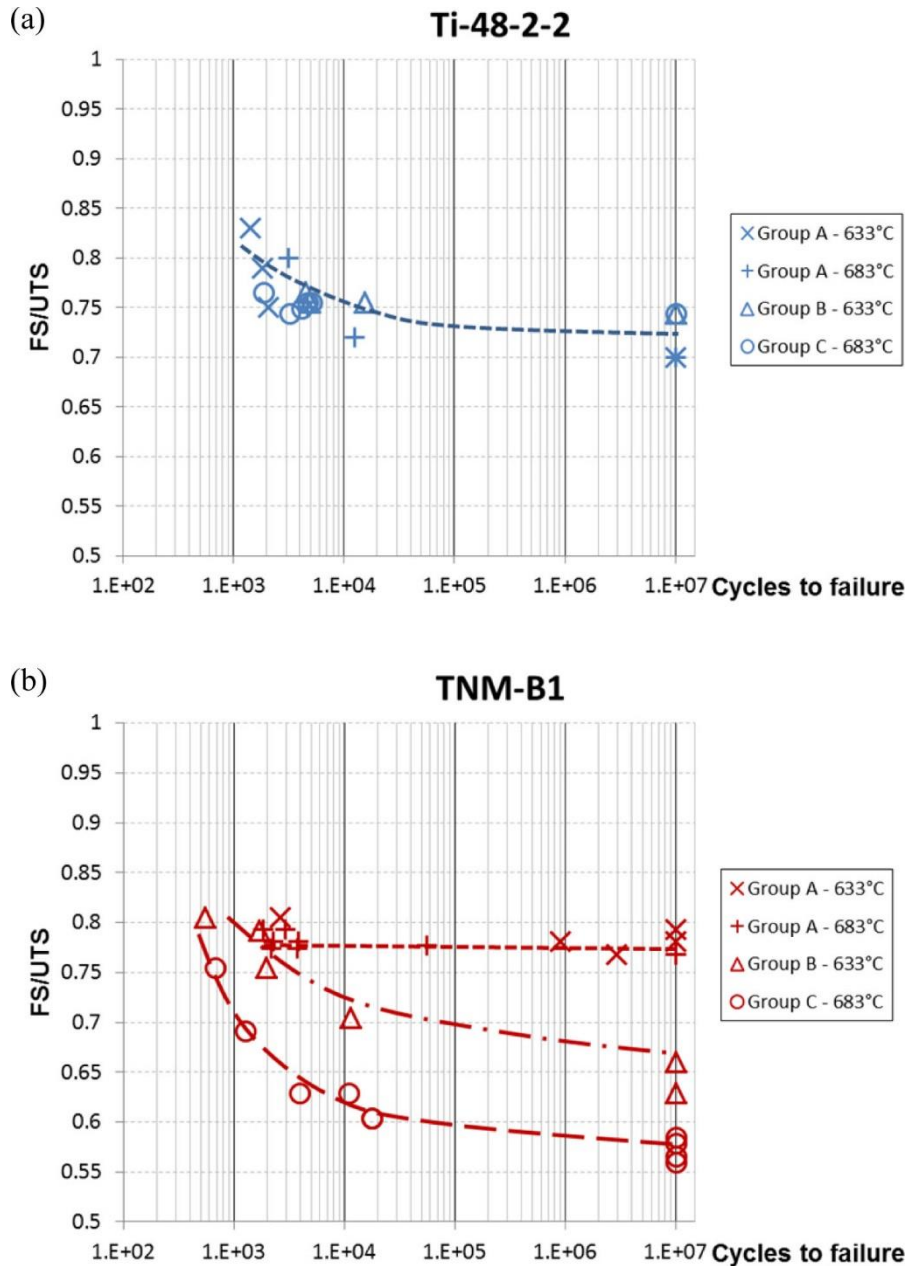 (a)
Ti-48-2-2
1
0.95
0.9
0.85
0.8
0.75
0.7
0.65
0.6
0.55
0.5
FS/UTS
1.E+02 1.E+03 1.E+04 1.E+05 1.E+06 1.E+07 Cycles to failure
Group A - 633°C
Group A - 683°C
Group B - 633°C
Group C - 683°C
(b)
TNM-B1
1
0.95
0.9
0.85
0.8
0.75
0.7
0.65
0.6
0.55
0.5
FS/UTS
1.E+02 1.E+03 1.E+04 1.E+05 1.E+06 1.E+07 Cycles to failure
Group A - 633°C
Group A - 683°C
Group B - 633°C
Group C - 683°C